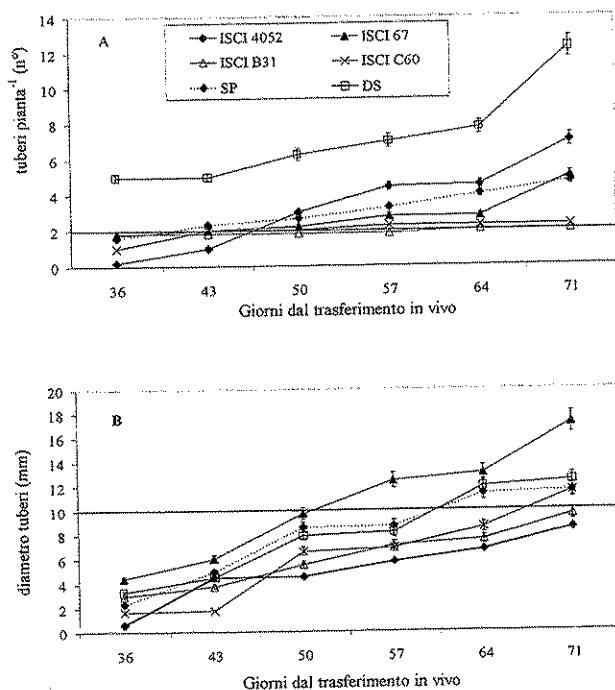 A
ISCI 4052
ISCI 67
ISCI B31
ISCI C60
SP
DS
tuberi pianta⁻¹ (n°)
14
12
10
8
6
4
2
0
36 43 50 57 64 71
Giorni dal trasferimento in vivo
B
diametro tuberi (mm)
20
18
16
14
12
10
8
6
4
2
0
36 43 50 57 64 71
Giorni dal trasferimento in vivo